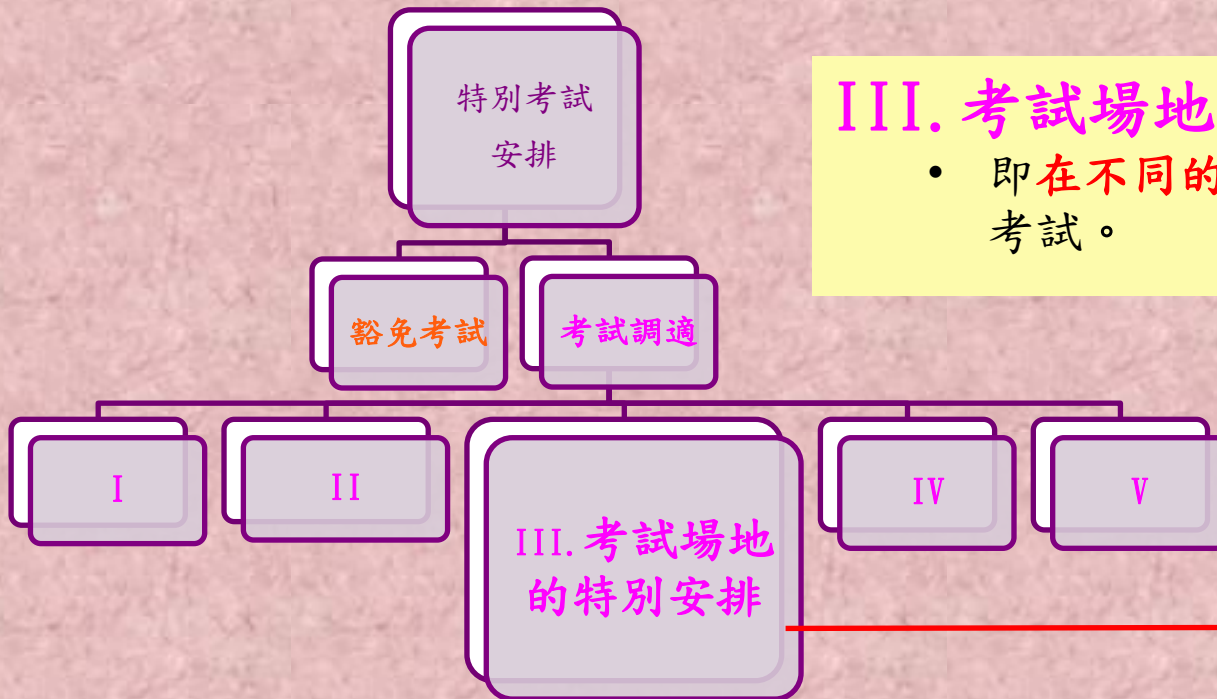 特別考試
安排
III.考試場地
• 即在不同的
考試。
豁免考試
考試調適
I
II
III.考試場地
的特別安排
IV
V